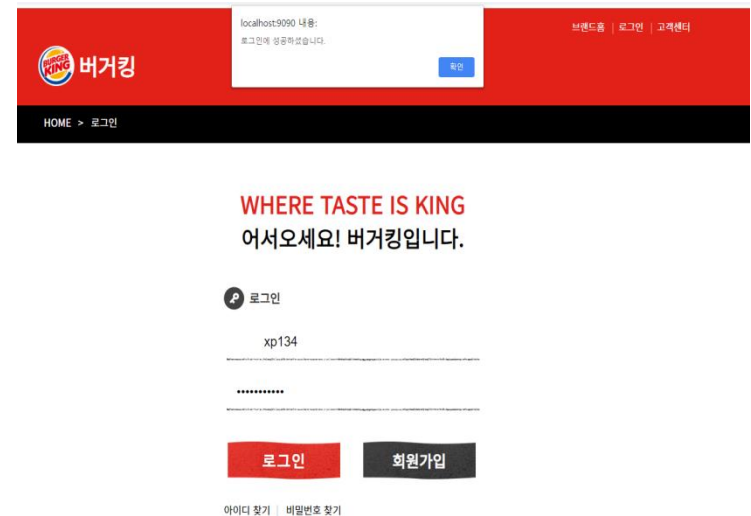 localhost:9090 내용:
로그인에 성공하셨습니다.
확인
브랜드홈 | 로그인 | 고객센터
BURGER KING 버거킹
HOME > 로그인
WHERE TASTE IS KING
어서오세요! 버거킹입니다.
로그인
xp134
•••••••••••
로그인 회원가입
아이디 찾기 | 비밀번호 찾기